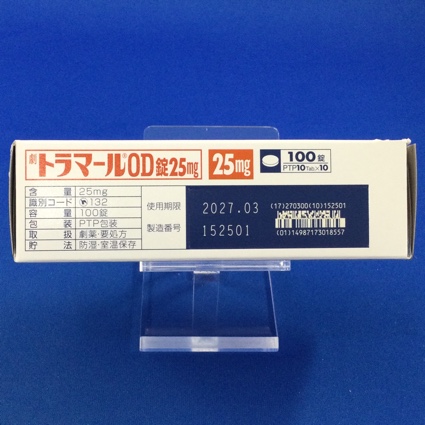 劇 トラマール®OD錠25mg 25mg 100錠
PTP10Tab×10
含量 25mg
識別コード 132
容量 100錠
包装 PTP包装
取扱 劇薬・要処方
貯法 防湿・室温保存
使用期限 2027.03
製造番号 152501
(17)270300(10)152501
(01)14987173018557